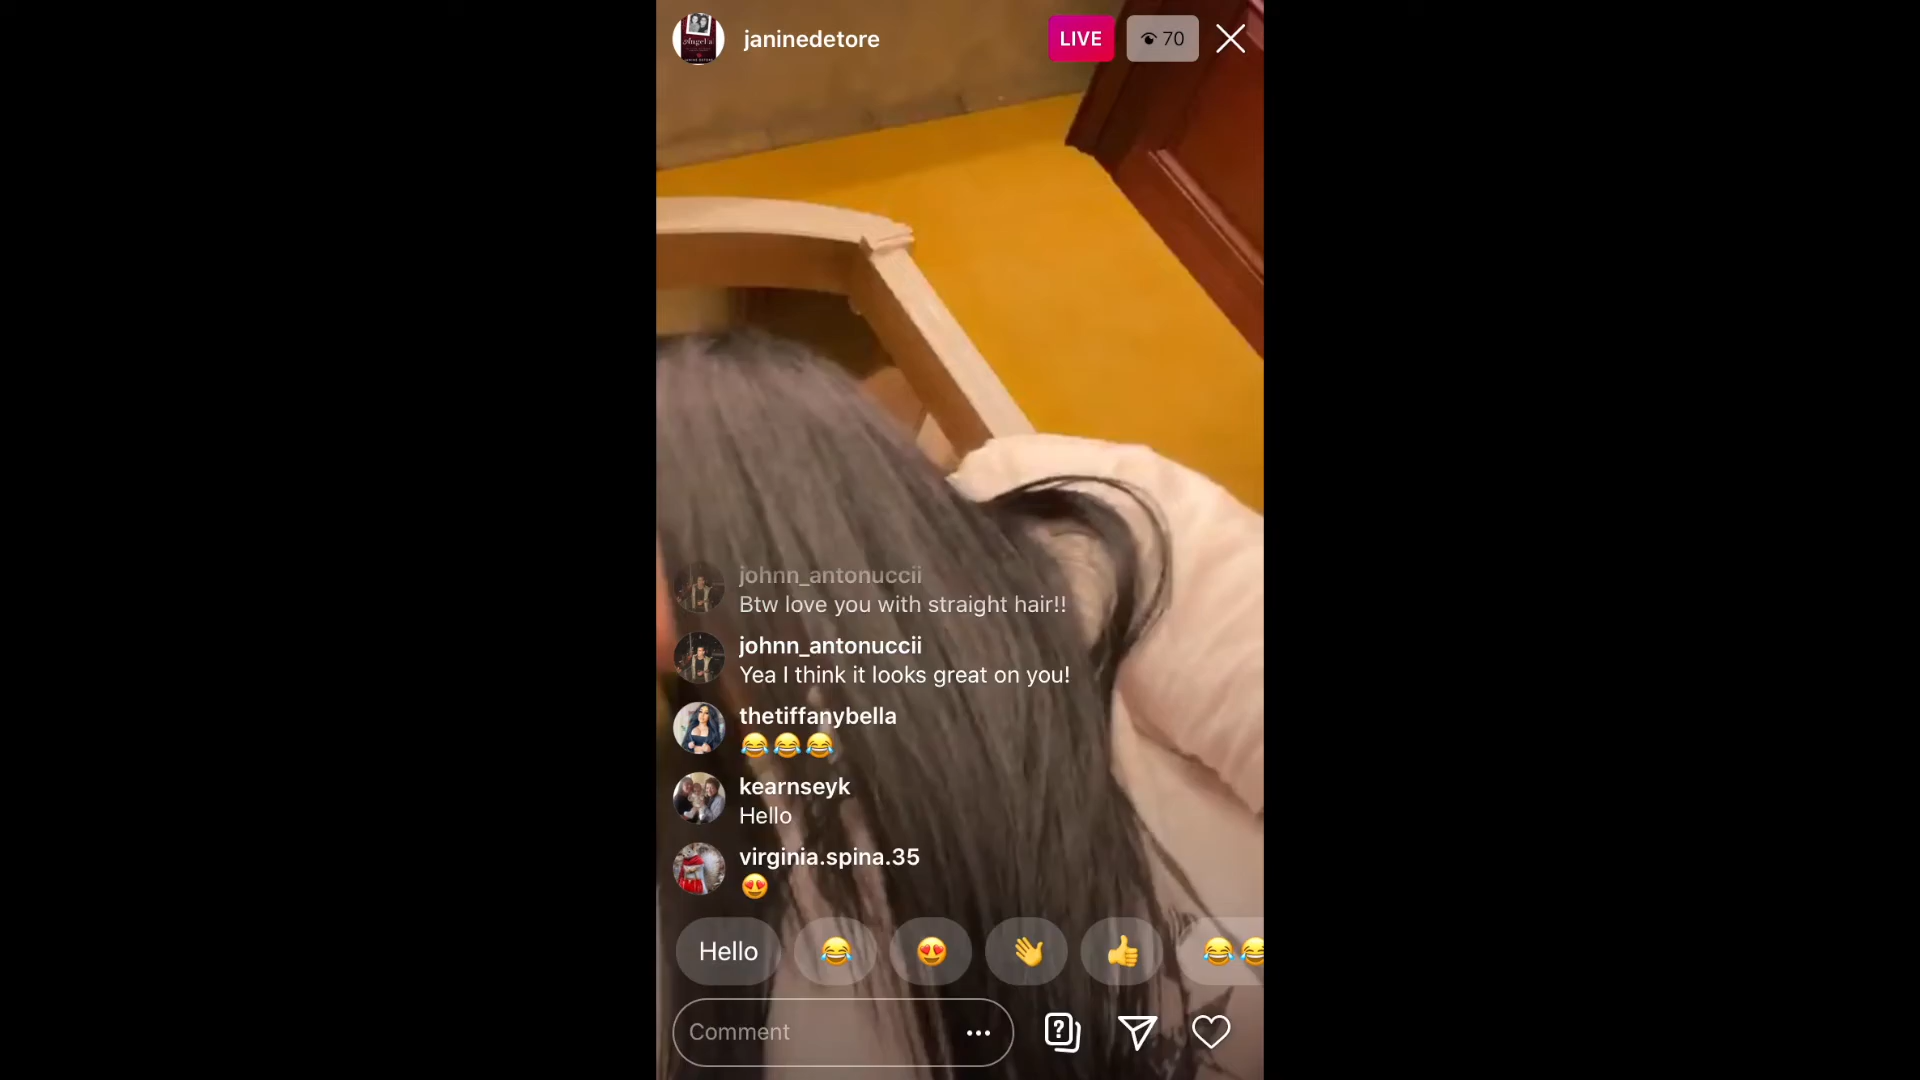 janinedetore
LIVE
70
Angel's
johnn_antonuccii
Btw love you with straight hair!!
johnn_antonuccii
Yea I think it looks great on you!
thetiffanybella
😂😂😂
kearnseyk
Hello
virginia.spina.35
😍
Hello 😂 😍 👋 👍 😂😂
Comment